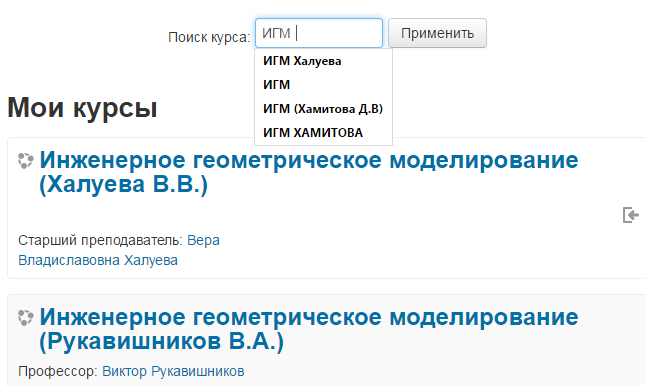 Поиск курса: ИГМ Применить
ИГМ Халуева
ИГМ
ИГМ (Хамитова Д.В)
ИГМ ХАМИТОВА
Мои курсы
Инженерное геометрическое моделирование
(Халуева В.В.)
Старший преподаватель: Вера
Владиславовна Халуева
Инженерное геометрическое моделирование
(Рукавишников В.А.)
Профессор: Виктор Рукавишников